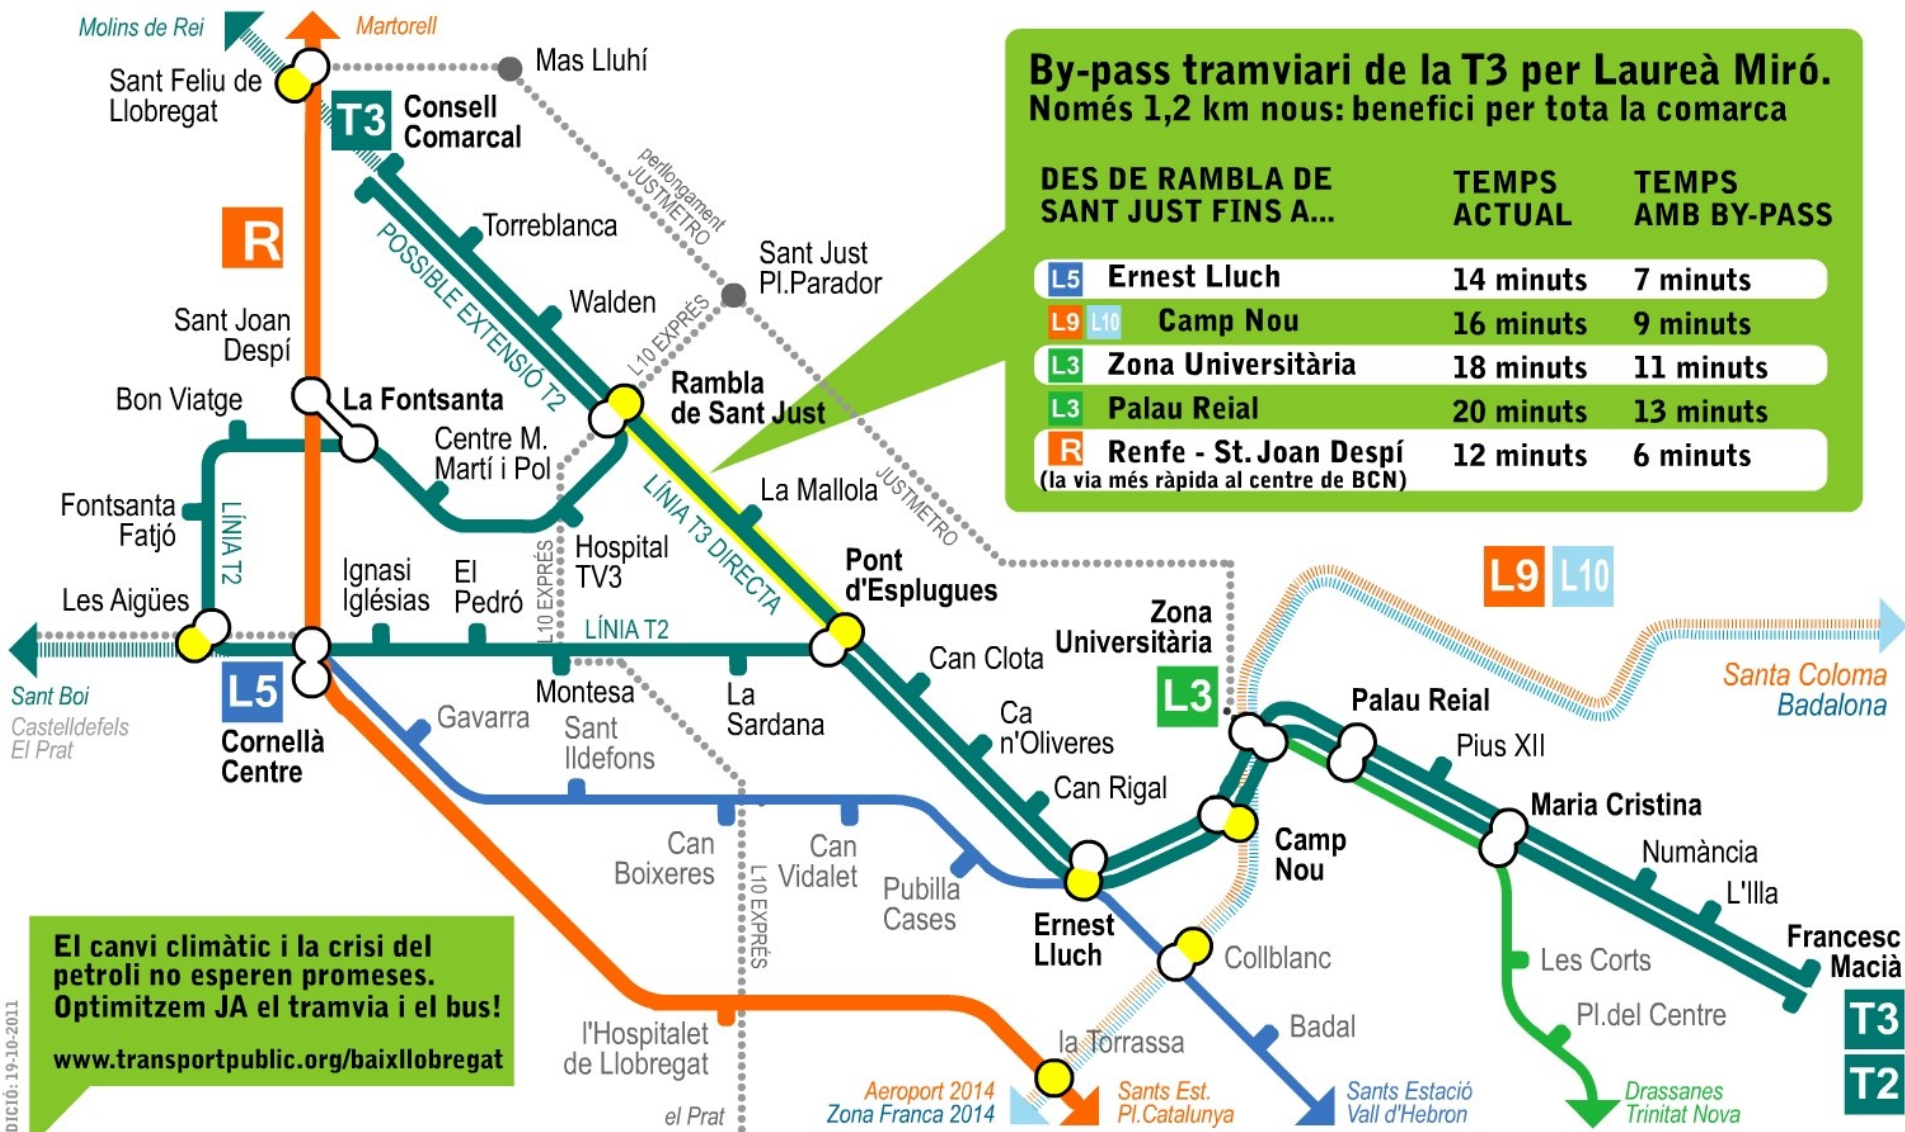 Molins de Rei
Martorell
Sant Feliu de
Llobregat
Mas Lluhí
T3
Consell
Comarcal
perllongament
JUSTMETRO
R
Torreblanca
POSSIBLE EXTENSIÓ T2
Walden
Sant Just
Pl.Parador
L10 EXPRÉS
Sant Joan
Despí
Bon Viatge
La Fontsanta
Rambla
de Sant Just
Centre M.
Martí i Pol
Fontsanta
Fatjó
LÍNIA T2
Hospital
TV3
L10 EXPRÉS
LÍNIA T3 DIRECTA
La Mallola
JUSTMETRO
Pont
d'Esplugues
Les Aigües
Ignasi
Iglésias
El
Pedró
LÍNIA T2
Sant Boi
Castelldefels
El Prat
L5
Cornellà
Centre
Gavarra
Montesa
Sant
Ildefons
La
Sardana
Can Clota
Ca
n'Oliveres
Can Rigal
Zona
Universitària
L3
L9 L10
Santa Coloma
Badalona
Palau Reial
Pius XII
Maria Cristina
Numància
L'Illa
Francesc
Macià
T3
T2
Camp
Nou
Can
Boixeres
Can
Vidalet
Pubilla
Cases
L10 EXPRÉS
Ernest
Lluch
Collblanc
Badal
Les Corts
Pl.del Centre
l'Hospitalet
de Llobregat
la Torrassa
el Prat
Aeroport 2014
Zona Franca 2014
Sants Est.
Pl.Catalunya
Sants Estació
Vall d'Hebron
Drassanes
Trinitat Nova
By-pass tramviari de la T3 per Laureà Miró.
Només 1,2 km nous: benefici per tota la comarca
DES DE RAMBLA DE TEMPS TEMPS
SANT JUST FINS A... ACTUAL AMB BY-PASS
L5 Ernest Lluch 14 minuts 7 minuts
L9 L10 Camp Nou 16 minuts 9 minuts
L3 Zona Universitària 18 minuts 11 minuts
L3 Palau Reial 20 minuts 13 minuts
R Renfe - St. Joan Despí 12 minuts 6 minuts
(la via més ràpida al centre de BCN)
El canvi climàtic i la crisi del
petroli no esperen promeses.
Optimitzem JA el tramvia i el bus!
www.transportpublic.org/baixllobregat
DICIÓ: 19-10-2011